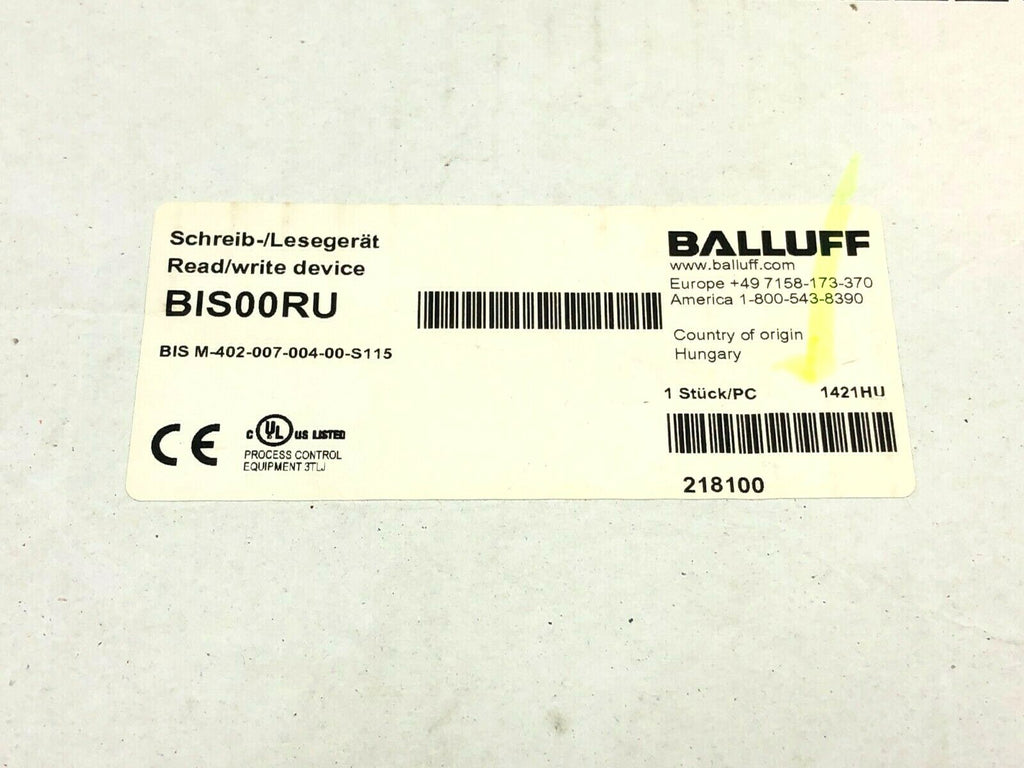 Schreib-/Lesegerät
Read/write device
BIS00RU
BIS M-402-007-004-00-S115
C UL US LISTED
PROCESS CONTROL
EQUIPMENT 3TLJ
CE
BALLUFF
www.balluff.com
Europe +49 7158-173-370
America 1-800-543-8390
Country of origin
Hungary
1 Stück/PC 1421HU
218100